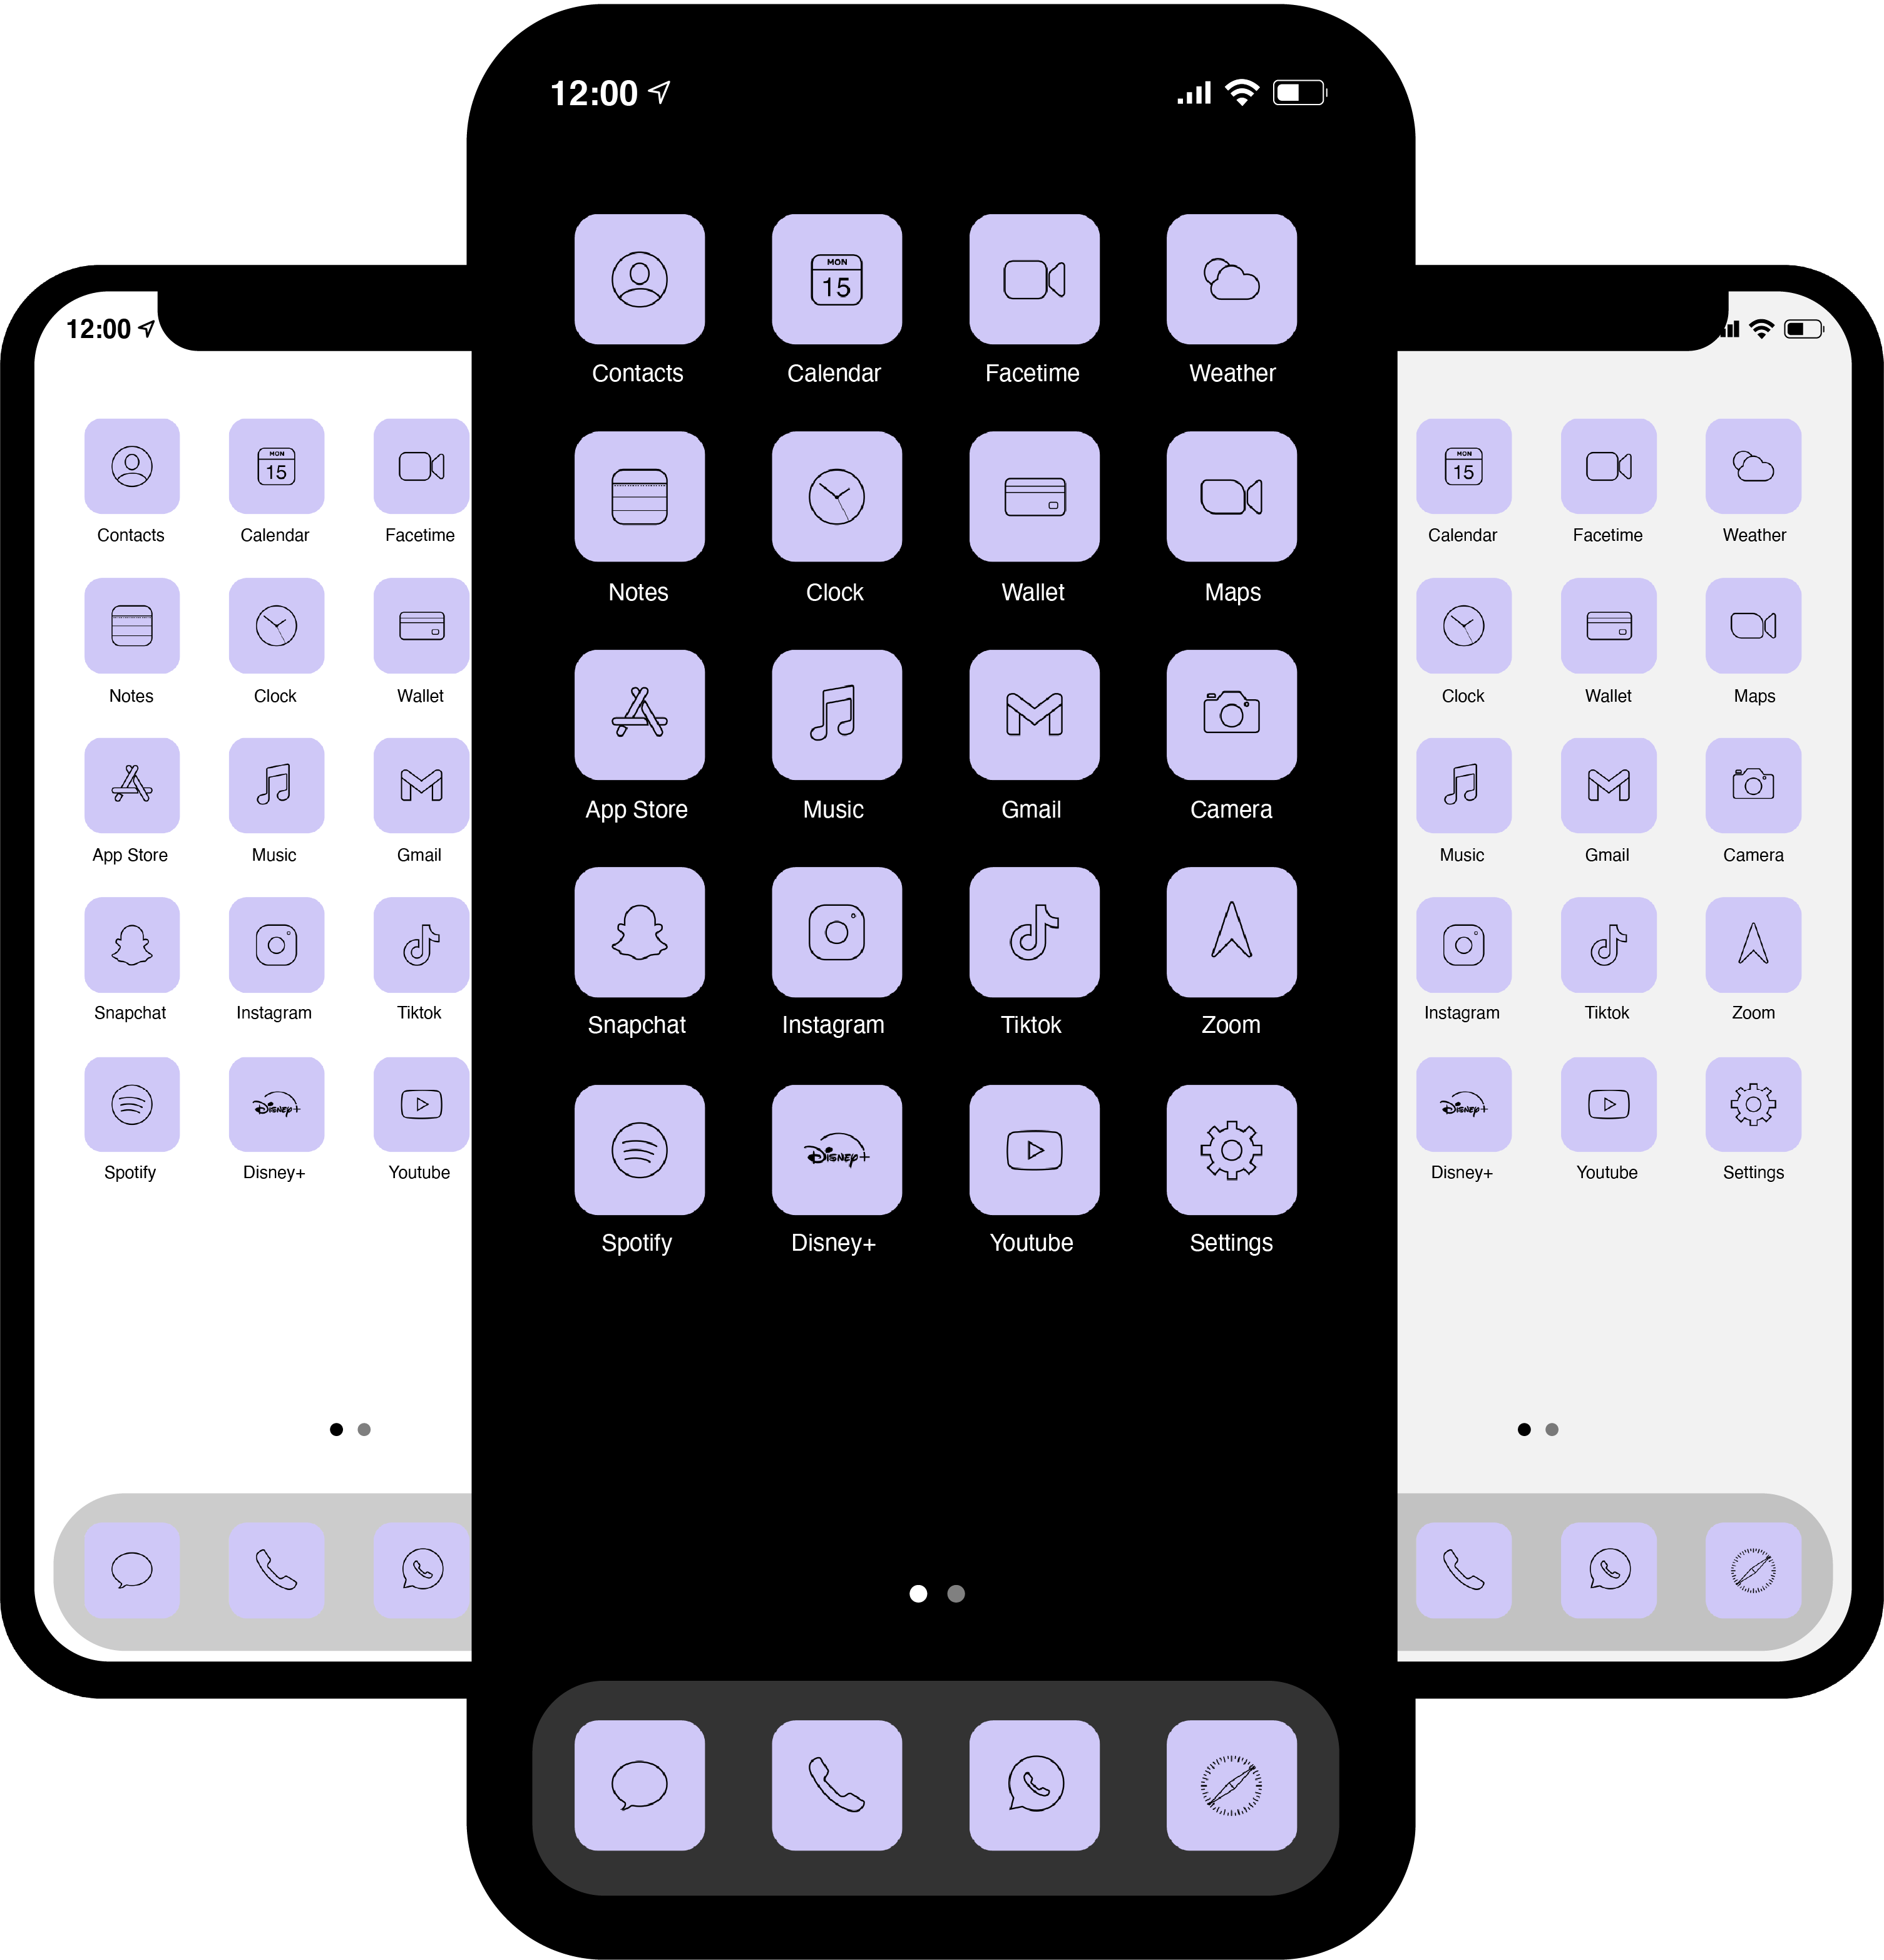 12:00
MON
15
Contacts Calendar Facetime Weather
Notes Clock Wallet Maps
App Store Music Gmail Camera
Snapchat Instagram Tiktok Zoom
Disney+
Spotify Disney+ Youtube Settings
12:00
MON
15
Contacts Calendar Facetime
Notes Clock Wallet
App Store Music Gmail
Snapchat Instagram Tiktok
Disney+
Spotify Disney+ Youtube
MON
15
Calendar Facetime Weather
Clock Wallet Maps
Music Gmail Camera
Instagram Tiktok Zoom
Disney+
Disney+ Youtube Settings